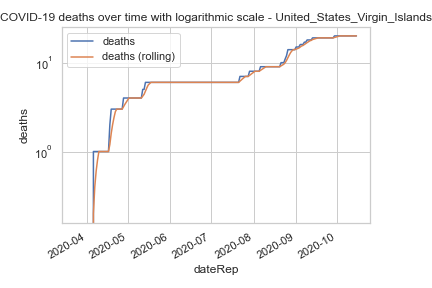 COVID-19 deaths over time with logarithmic scale - United_States_Virgin_Islands
deaths
deaths (rolling)
10¹
10⁰
deaths
2020-04
2020-05
2020-06
2020-07
2020-08
2020-09
2020-10
dateRep